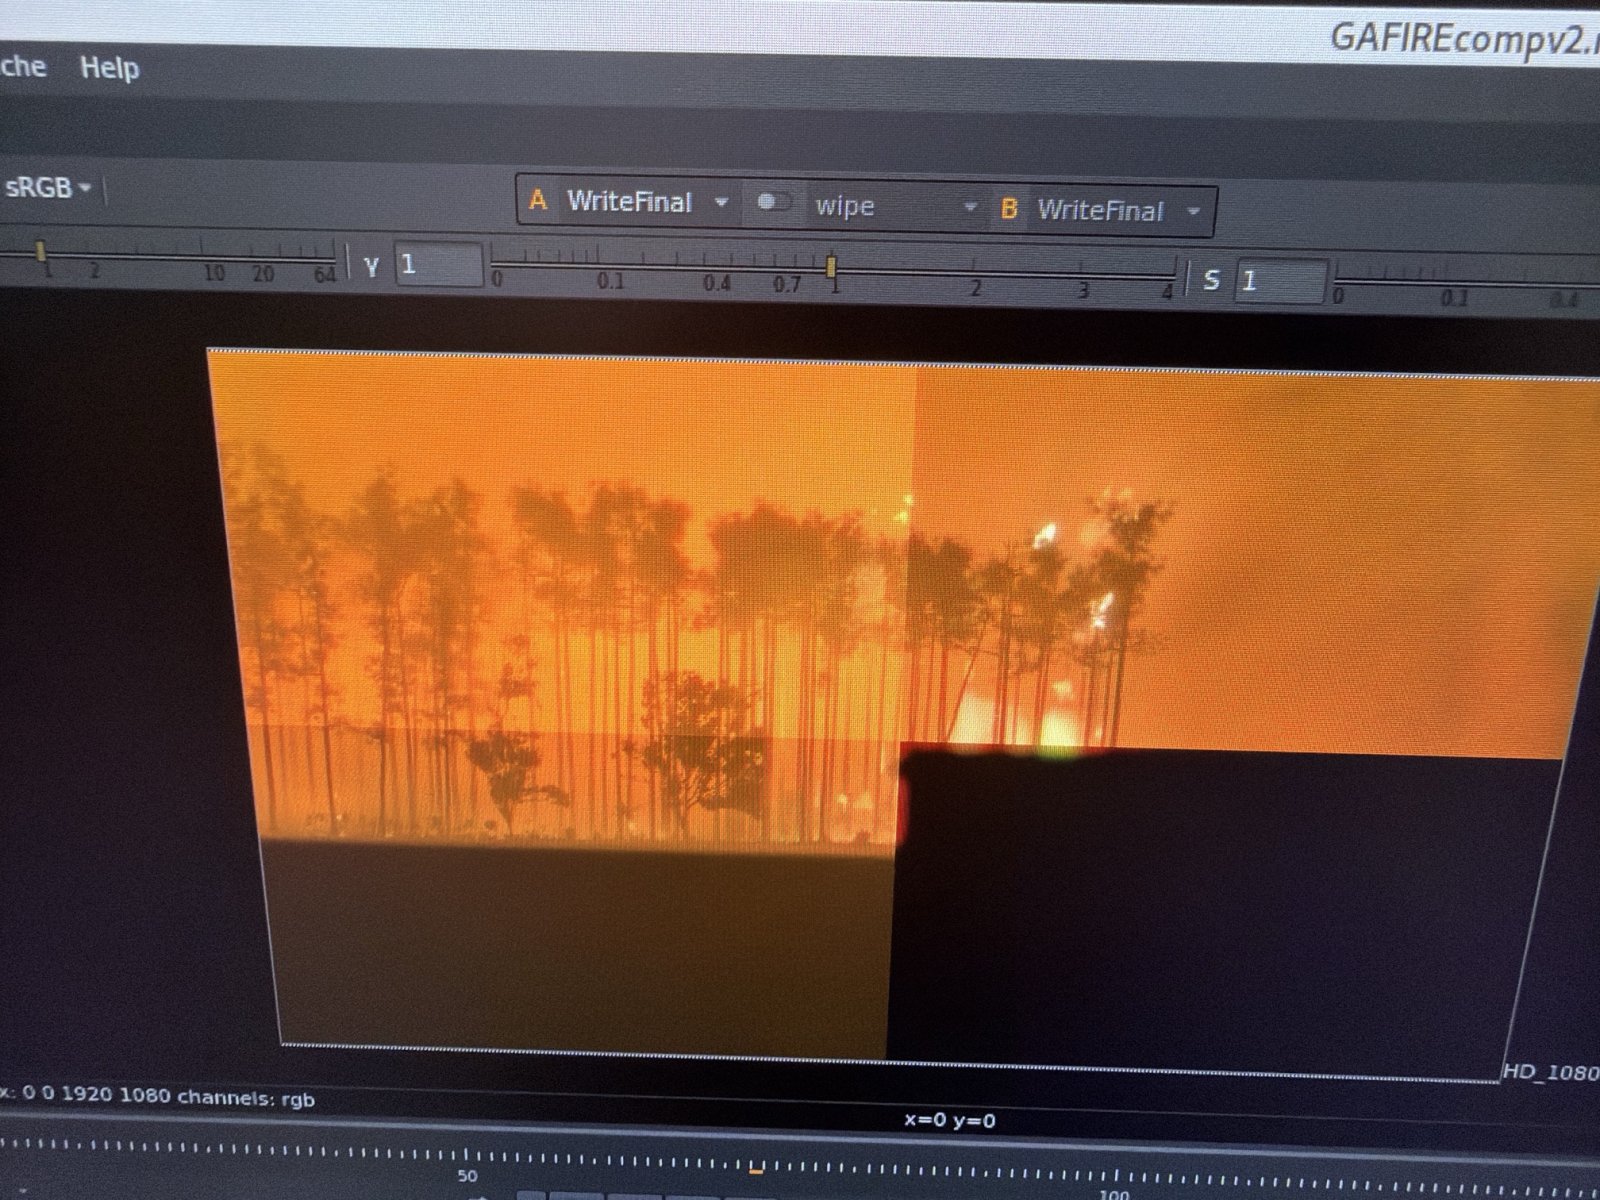 GAFIREcompv2.
che Help
sRGB
A WriteFinal wipe B WriteFinal
1 2 10 20 64 Y 1 0 0.1 0.4 0.7 1 2 3 4 S 1 0 0.1 0.4
HD_1080
x: 0 0 1920 1080 channels: rgb
x=0 y=0
50
100